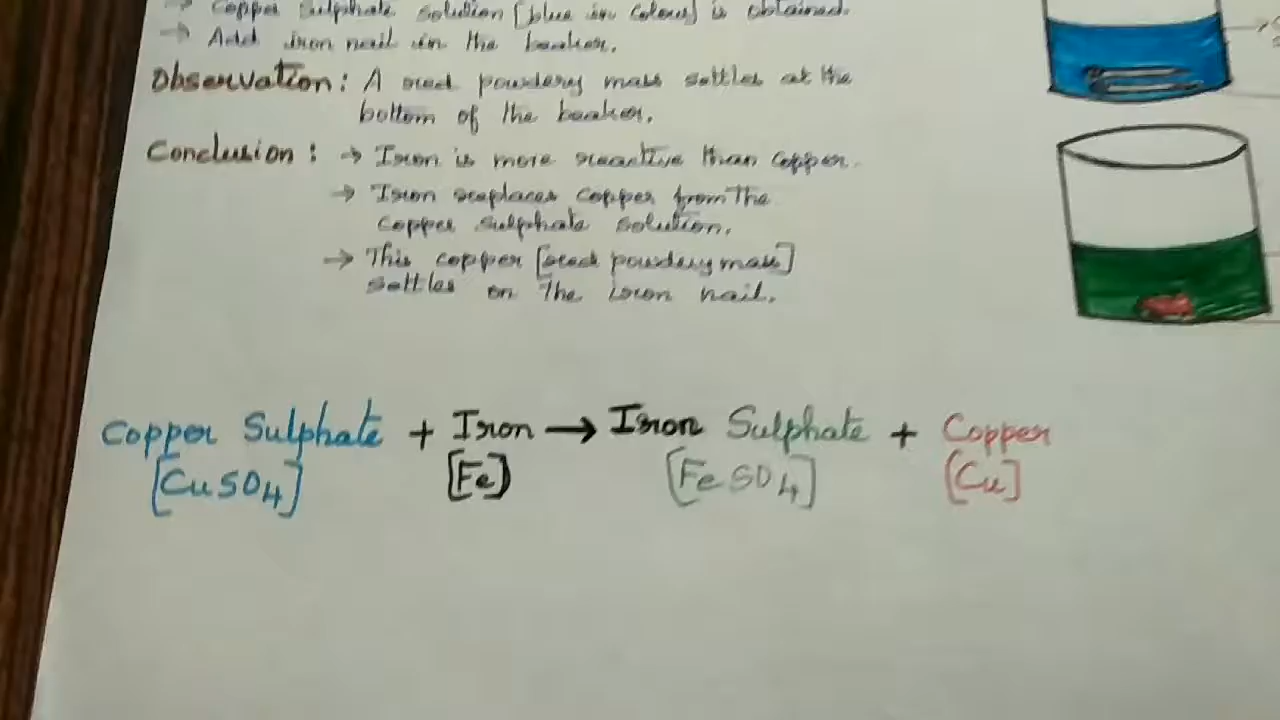 → Copper Sulphate solution [blue in colour] is obtained.
→ Add iron nail in the beaker.
Observation : A red powdery mass settles at the
bottom of the beaker.
Conclusion : → Iron is more reactive than Copper.
→ Iron replaces copper from the
copper sulphate solution.
→ This copper [red powdery mass]
settles on the iron nail.
Copper Sulphate + Iron → Iron Sulphate + Copper
[CuSO4] [Fe] [FeSO4] [Cu]